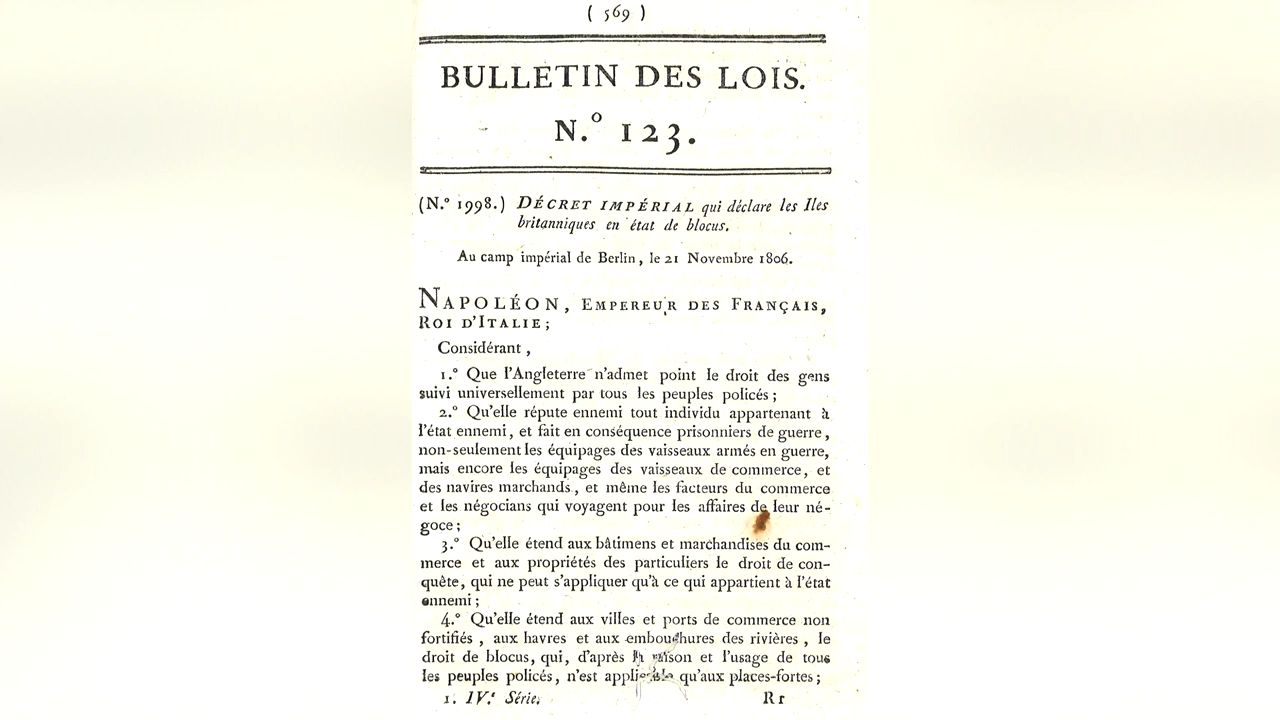 ( 569 )
BULLETIN DES LOIS.
N.º 123.
(N.º 1998.) DÉCRET IMPÉRIAL qui déclare les Iles
britanniques en état de blocus.
Au camp impérial de Berlin, le 21 Novembre 1806.
NAPOLÉON, EMPEREUR DES FRANÇAIS,
ROI D'ITALIE;
Considérant,
1.º Que l'Angleterre n'admet point le droit des gens
suivi universellement par tous les peuples policés;
2.º Qu'elle répute ennemi tout individu appartenant à
l'état ennemi, et fait en conséquence prisonniers de guerre,
non-seulement les équipages des vaisseaux armés en guerre,
mais encore les équipages des vaisseaux de commerce, et
des navires marchands, et même les facteurs du commerce
et les négocians qui voyagent pour les affaires de leur né-
goce;
3.º Qu'elle étend aux bâtimens et marchandises du com-
merce et aux propriétés des particuliers le droit de con-
quête, qui ne peut s'appliquer qu'à ce qui appartient à l'état
ennemi;
4.º Qu'elle étend aux villes et ports de commerce non
fortifiés, aux havres et aux embouchures des rivières, le
droit de blocus, qui, d'après la raison et l'usage de tous
les peuples policés, n'est applicable qu'aux places-fortes;
1. IV.e Série. Rr